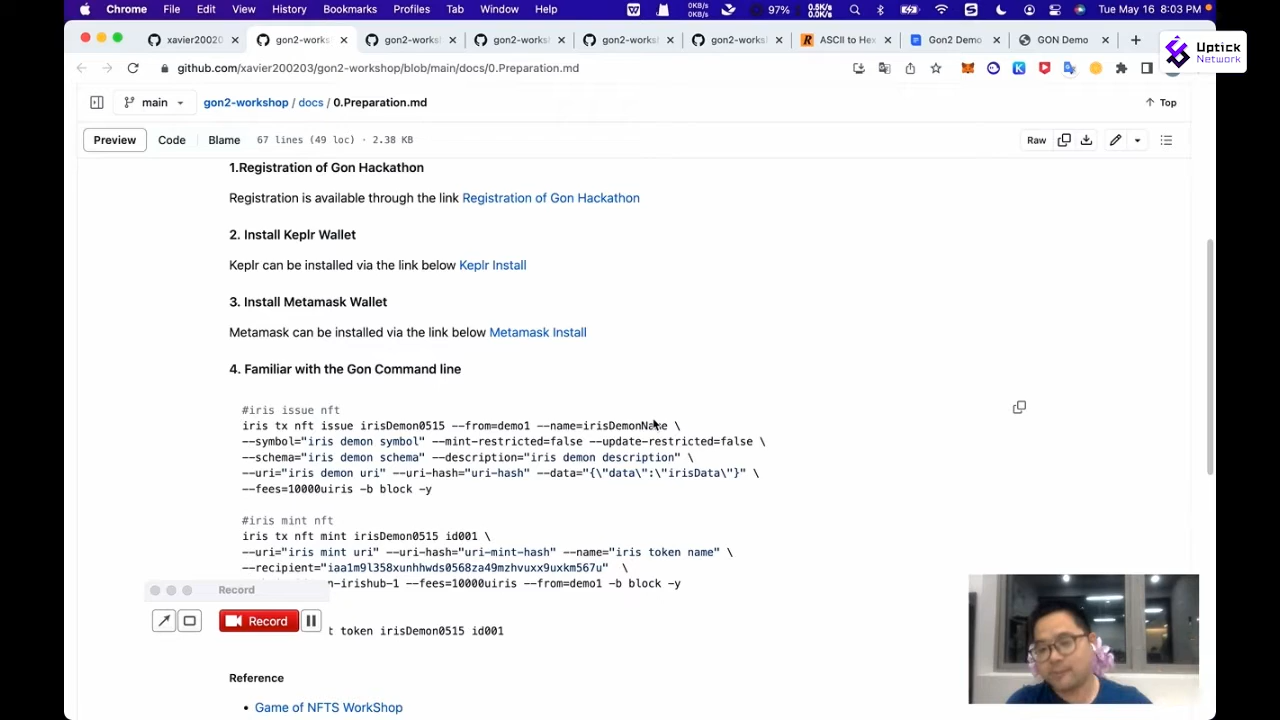 Chrome File Edit View History Bookmarks Profiles Tab Window Help 0KB/s 0KB/s 97% 0.5K/s 0.0K/s Tue May 16 8:03 PM
xavier20020 gon2-works gon2-works gon2-works gon2-works gon2-works ASCII to Hex Gon2 Demo GON Demo
Uptick
Network
github.com/xavier200203/gon2-workshop/blob/main/docs/0.Preparation.md
main gon2-workshop / docs / 0.Preparation.md Top
Preview Code Blame 67 lines (49 loc) · 2.38 KB Raw
1.Registration of Gon Hackathon
Registration is available through the link Registration of Gon Hackathon
2. Install Keplr Wallet
Keplr can be installed via the link below Keplr Install
3. Install Metamask Wallet
Metamask can be installed via the link below Metamask Install
4. Familiar with the Gon Command line
#iris issue nft
iris tx nft issue irisDemon0515 --from=demo1 --name=irisDemonName \
--symbol="iris demon symbol" --mint-restricted=false --update-restricted=false \
--schema="iris demon schema" --description="iris demon description" \
--uri="iris demon uri" --uri-hash="uri-hash" --data="{\"data\":\"irisData\"}" \
--fees=10000uiris -b block -y
#iris mint nft
iris tx nft mint irisDemon0515 id001 \
--uri="iris mint uri" --uri-hash="uri-mint-hash" --name="iris token name" \
--recipient="iaa1m9l358xunhhwds0568za49mzhvuxx9uxkm567u" \
n-irishub-1 --fees=10000uiris --from=demo1 -b block -y
Record
Record
t token irisDemon0515 id001
Reference
• Game of NFTS WorkShop